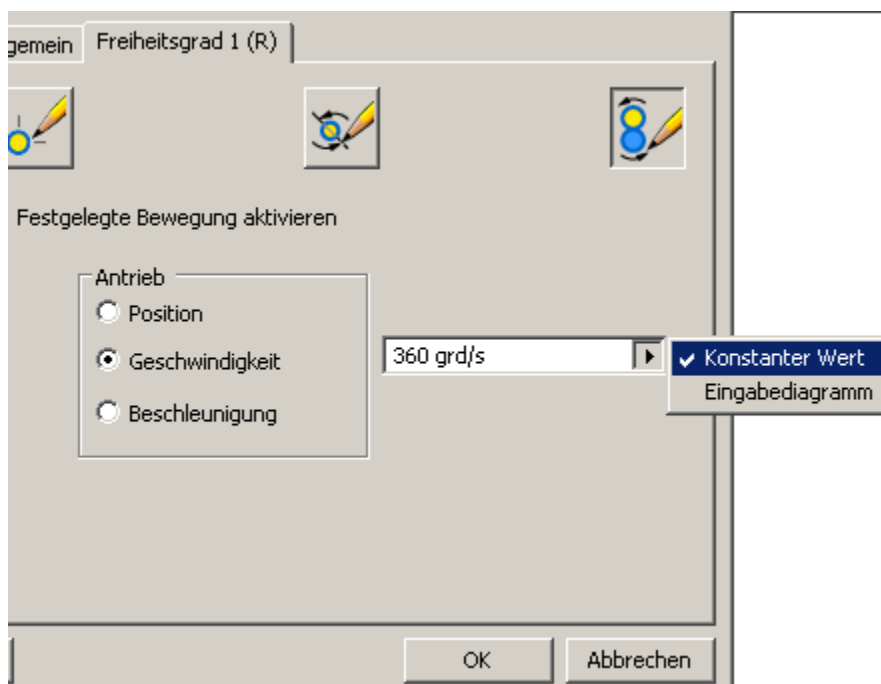 gemein Freiheitsgrad 1 (R)
Festgelegte Bewegung aktivieren
Antrieb
Position
Geschwindigkeit
360 grd/s
Konstanter Wert
Eingabediagramm
Beschleunigung
OK Abbrechen